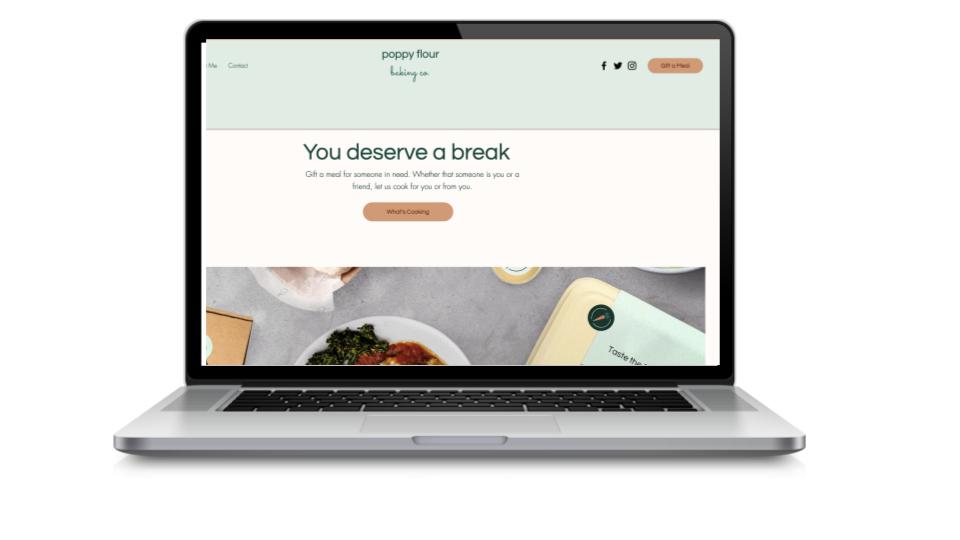 poppy flour
baking co.
Me
Contact
Gift a Meal
You deserve a break
Gift a meal for someone in need. Whether that someone is you or a
friend, let us cook for you or from you.
What's Cooking
Taste the